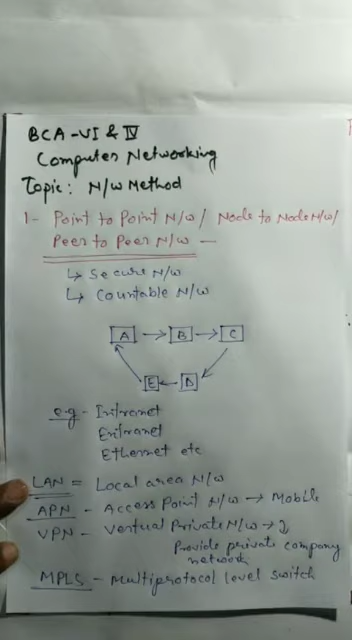 BCA-VI & IV
Computer Networking
Topic: N/W Method
1- Point to Point N/W / Node to Node N/W/
Peer to Peer N/W -
↳ Secure N/W
↳ Countable N/W
A → B → C
E ← D
e.g - Intranet
Extranet
Ethernet etc
LAN = Local area N/W
APN - Access Point N/W → Mobile
VPN - Vertual Private N/W →
Provide private company
network
MPLS - Multiprotocol level switch